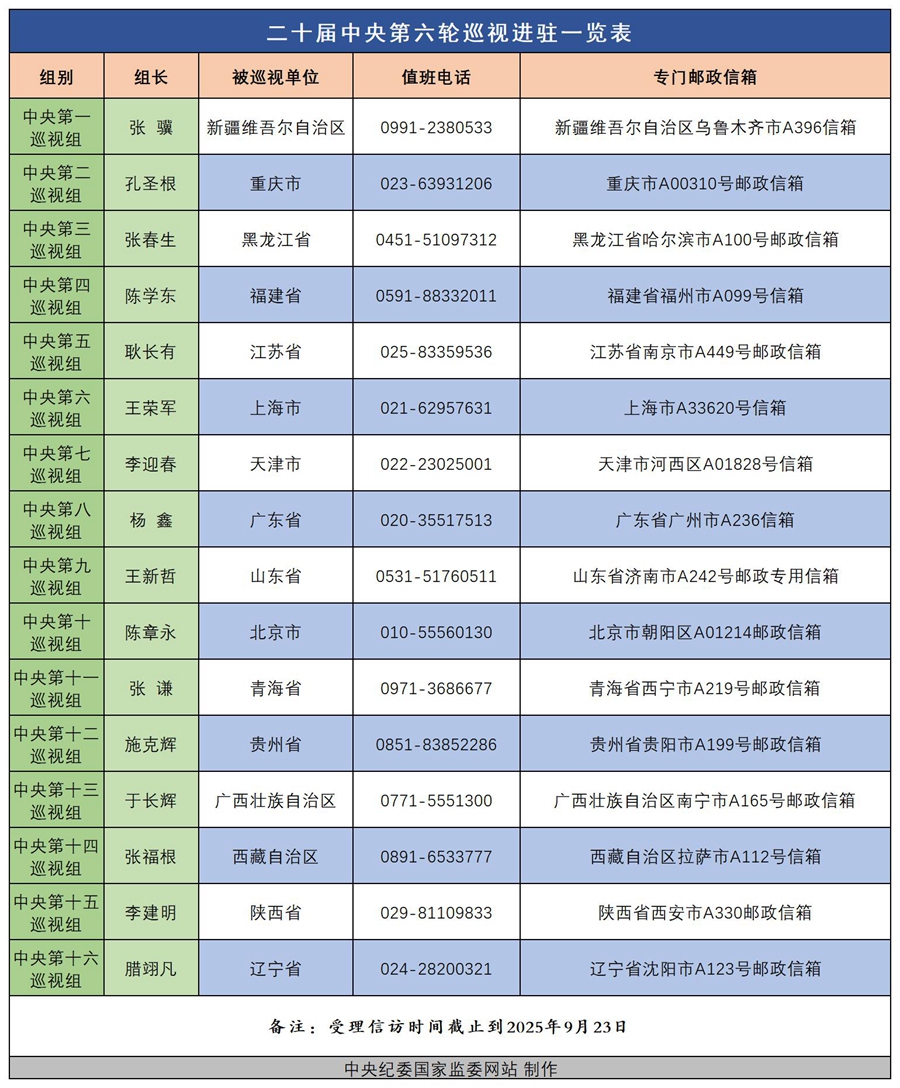 二十届中央第六轮巡视进驻一览表
组别 组长 被巡视单位 值班电话 专门邮政信箱
中央第一
巡视组 张 骥 新疆维吾尔自治区 0991-2380533 新疆维吾尔自治区乌鲁木齐市A396信箱
中央第二
巡视组 孔圣根 重庆市 023-63931206 重庆市A00310号邮政信箱
中央第三
巡视组 张春生 黑龙江省 0451-51097312 黑龙江省哈尔滨市A100号邮政信箱
中央第四
巡视组 陈学东 福建省 0591-88332011 福建省福州市A099号信箱
中央第五
巡视组 耿长有 江苏省 025-83359536 江苏省南京市A449号邮政信箱
中央第六
巡视组 王荣军 上海市 021-62957631 上海市A33620号信箱
中央第七
巡视组 李迎春 天津市 022-23025001 天津市河西区A01828号信箱
中央第八
巡视组 杨 鑫 广东省 020-35517513 广东省广州市A236信箱
中央第九
巡视组 王新哲 山东省 0531-51760511 山东省济南市A242号邮政专用信箱
中央第十
巡视组 陈章永 北京市 010-55560130 北京市朝阳区A01214邮政信箱
中央第十一
巡视组 张 谦 青海省 0971-3686677 青海省西宁市A219号邮政信箱
中央第十二
巡视组 施克辉 贵州省 0851-83852286 贵州省贵阳市A199号邮政信箱
中央第十三
巡视组 于长辉 广西壮族自治区 0771-5551300 广西壮族自治区南宁市A165号邮政信箱
中央第十四
巡视组 张福根 西藏自治区 0891-6533777 西藏自治区拉萨市A112号信箱
中央第十五
巡视组 李建明 陕西省 029-81109833 陕西省西安市A330邮政信箱
中央第十六
巡视组 腊翊凡 辽宁省 024-28200321 辽宁省沈阳市A123号邮政信箱
备注：受理信访时间截止到2025年9月23日
中央纪委国家监委网站 制作